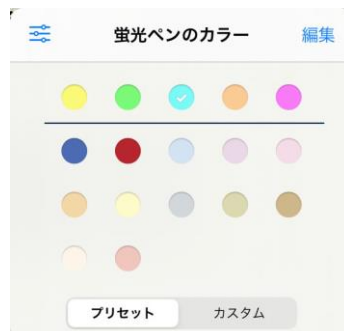 蛍光ペンのカラー 編集
プリセット カスタム